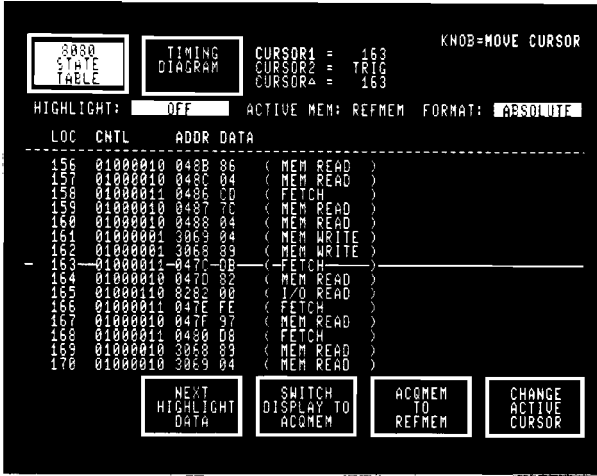 KNOB=MOVE CURSOR
8080 STATE TABLE
TIMING DIAGRAM
CURSOR1 = 163
CURSOR2 = TRIG
CURSOR△ = 163
HIGHLIGHT: OFF ACTIVE MEM: REFMEM FORMAT: ABSOLUTE
LOC CNTL ADDR DATA
156 01000010 048B 86 ( MEM READ )
157 01000010 048C 04 ( MEM READ )
158 01000011 0486 CD ( FETCH )
159 01000010 0487 7C ( MEM READ )
160 01000010 0488 04 ( MEM READ )
161 01000001 3069 04 ( MEM WRITE )
162 01000001 3068 89 ( MEM WRITE )
163 01000011 047C DB ( FETCH )
164 01000010 047D 82 ( MEM READ )
165 01000110 8282 00 ( I/O READ )
166 01000011 047E FE ( FETCH )
167 01000010 047F 97 ( MEM READ )
168 01000011 0480 D8 ( FETCH )
169 01000010 3068 89 ( MEM READ )
170 01000010 3069 04 ( MEM READ )
NEXT HIGHLIGHT DATA
SWITCH DISPLAY TO ACQMEM
ACQMEM TO REFMEM
CHANGE ACTIVE CURSOR